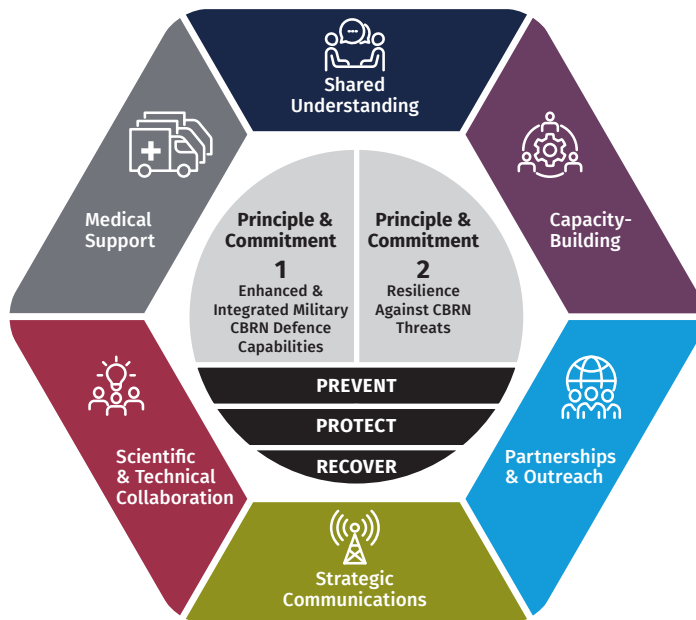 Shared
Understanding
Medical
Support
Capacity-
Building
Principle &
Commitment
1
Enhanced &
Integrated Military
CBRN Defence
Capabilities
Principle &
Commitment
2
Resilience
Against CBRN
Threats
PREVENT
PROTECT
RECOVER
Scientific
& Technical
Collaboration
Partnerships
& Outreach
Strategic
Communications